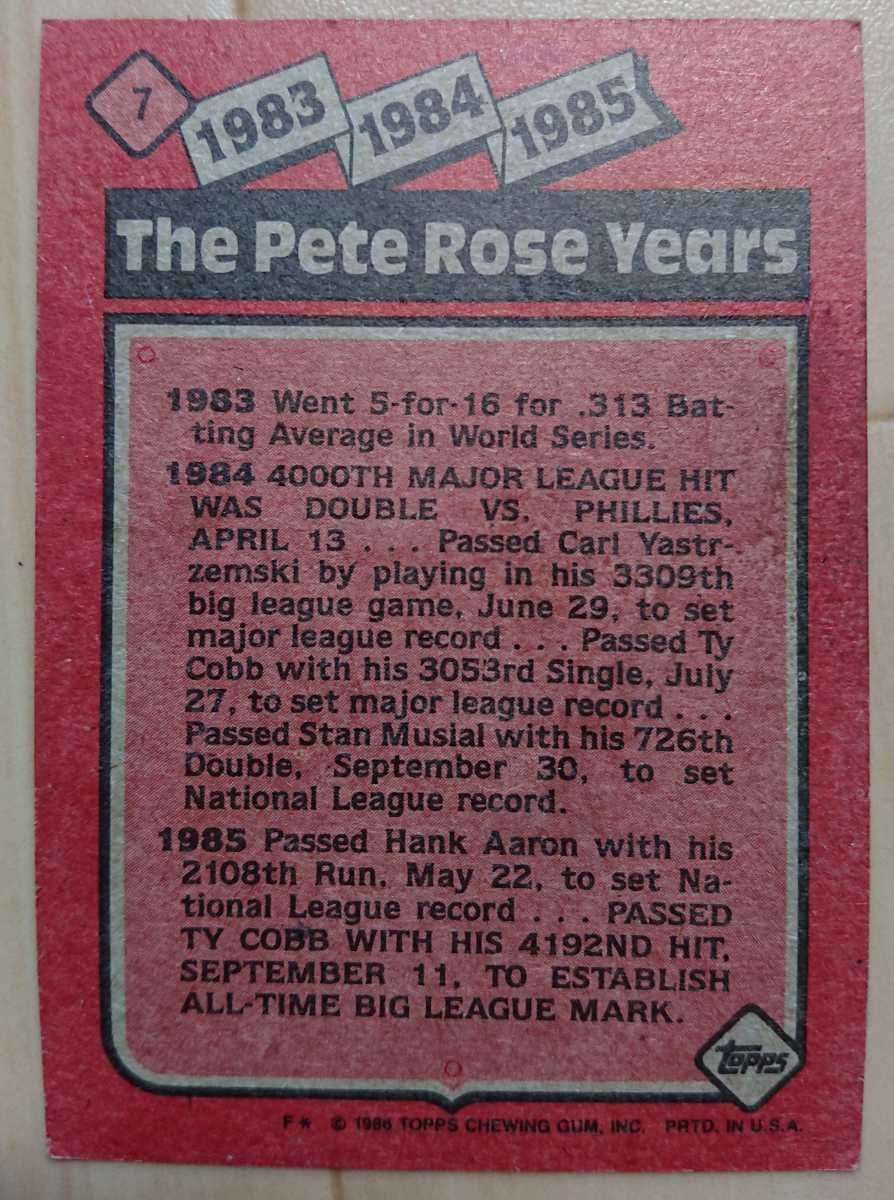 7
1983 1984 1985
The Pete Rose Years
1983 Went 5-for-16 for .313 Bat-
ting Average in World Series.
1984 4000TH MAJOR LEAGUE HIT
WAS DOUBLE VS. PHILLIES,
APRIL 13 . . . Passed Carl Yastr-
zemski by playing in his 3309th
big league game, June 29, to set
major league record . . . Passed Ty
Cobb with his 3053rd Single, July
27, to set major league record . . .
Passed Stan Musial with his 726th
Double, September 30, to set
National League record.
1985 Passed Hank Aaron with his
2108th Run, May 22, to set Na-
tional League record . . . PASSED
TY COBB WITH HIS 4192ND HIT,
SEPTEMBER 11, TO ESTABLISH
ALL-TIME BIG LEAGUE MARK.
topps
F* © 1986 TOPPS CHEWING GUM, INC. PRTD. IN U.S.A.